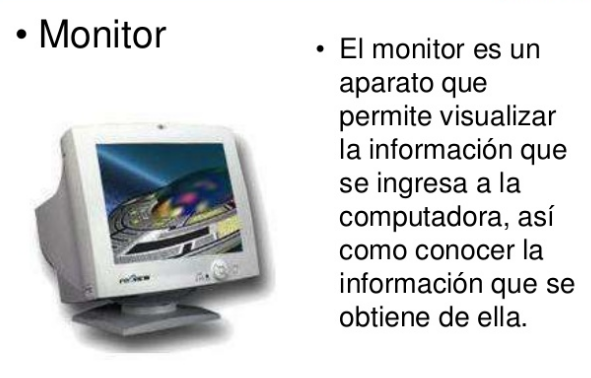 • Monitor
• El monitor es un
aparato que
permite visualizar
la información que
se ingresa a la
computadora, así
como conocer la
información que se
obtiene de ella.